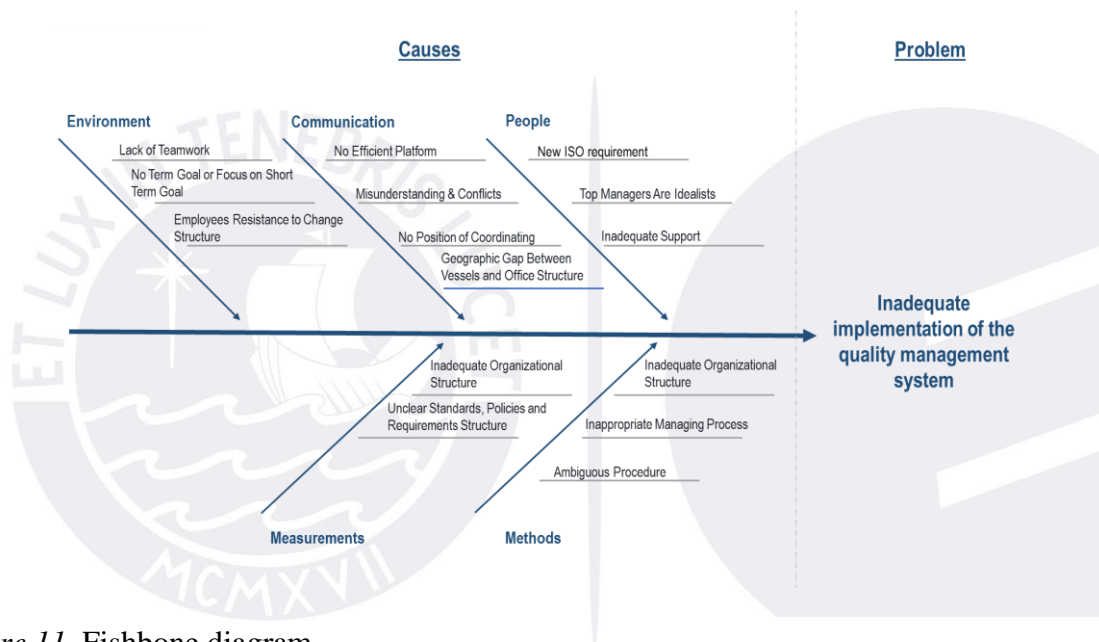 Causes
Problem
Environment
Communication
People
Lack of Teamwork
No Efficient Platform
New ISO requirement
No Term Goal or Focus on Short
Term Goal
Misunderstanding & Conflicts
Top Managers Are Idealists
Employees Resistance to Change
Structure
No Position of Coordinating
Inadequate Support
Geographic Gap Between
Vessels and Office Structure
Inadequate
implementation of the
quality management
system
Inadequate Organizational
Structure
Inadequate Organizational
Structure
Unclear Standards, Policies and
Requirements Structure
Inappropriate Managing Process
Ambiguous Procedure
Measurements
Methods
ET LUX IN TENEBRIS LUCET
MCMXVII
11. Fishbone diagram